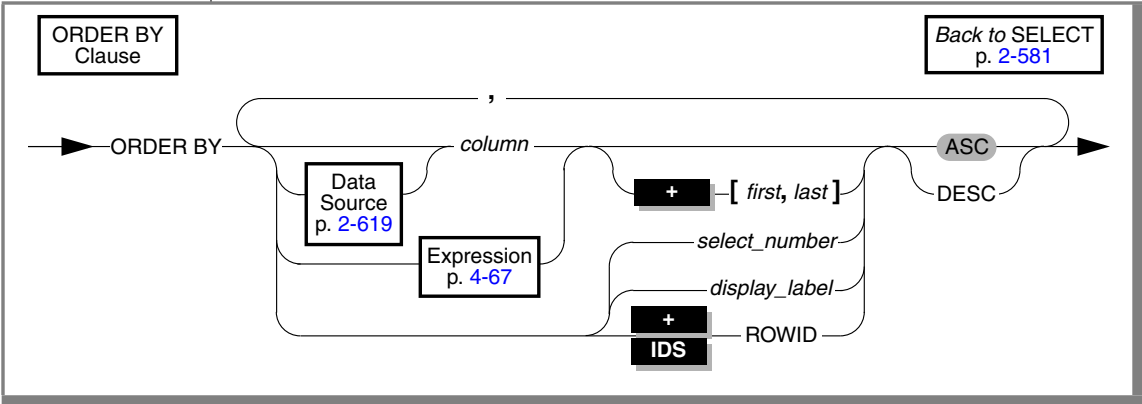 ORDER BY
Clause
Back to SELECT
p. 2-581
,
ORDER BY
column
ASC
Data
Source
p. 2-619
+
[ first, last ]
DESC
Expression
p. 4-67
select_number
display_label
+
IDS
ROWID